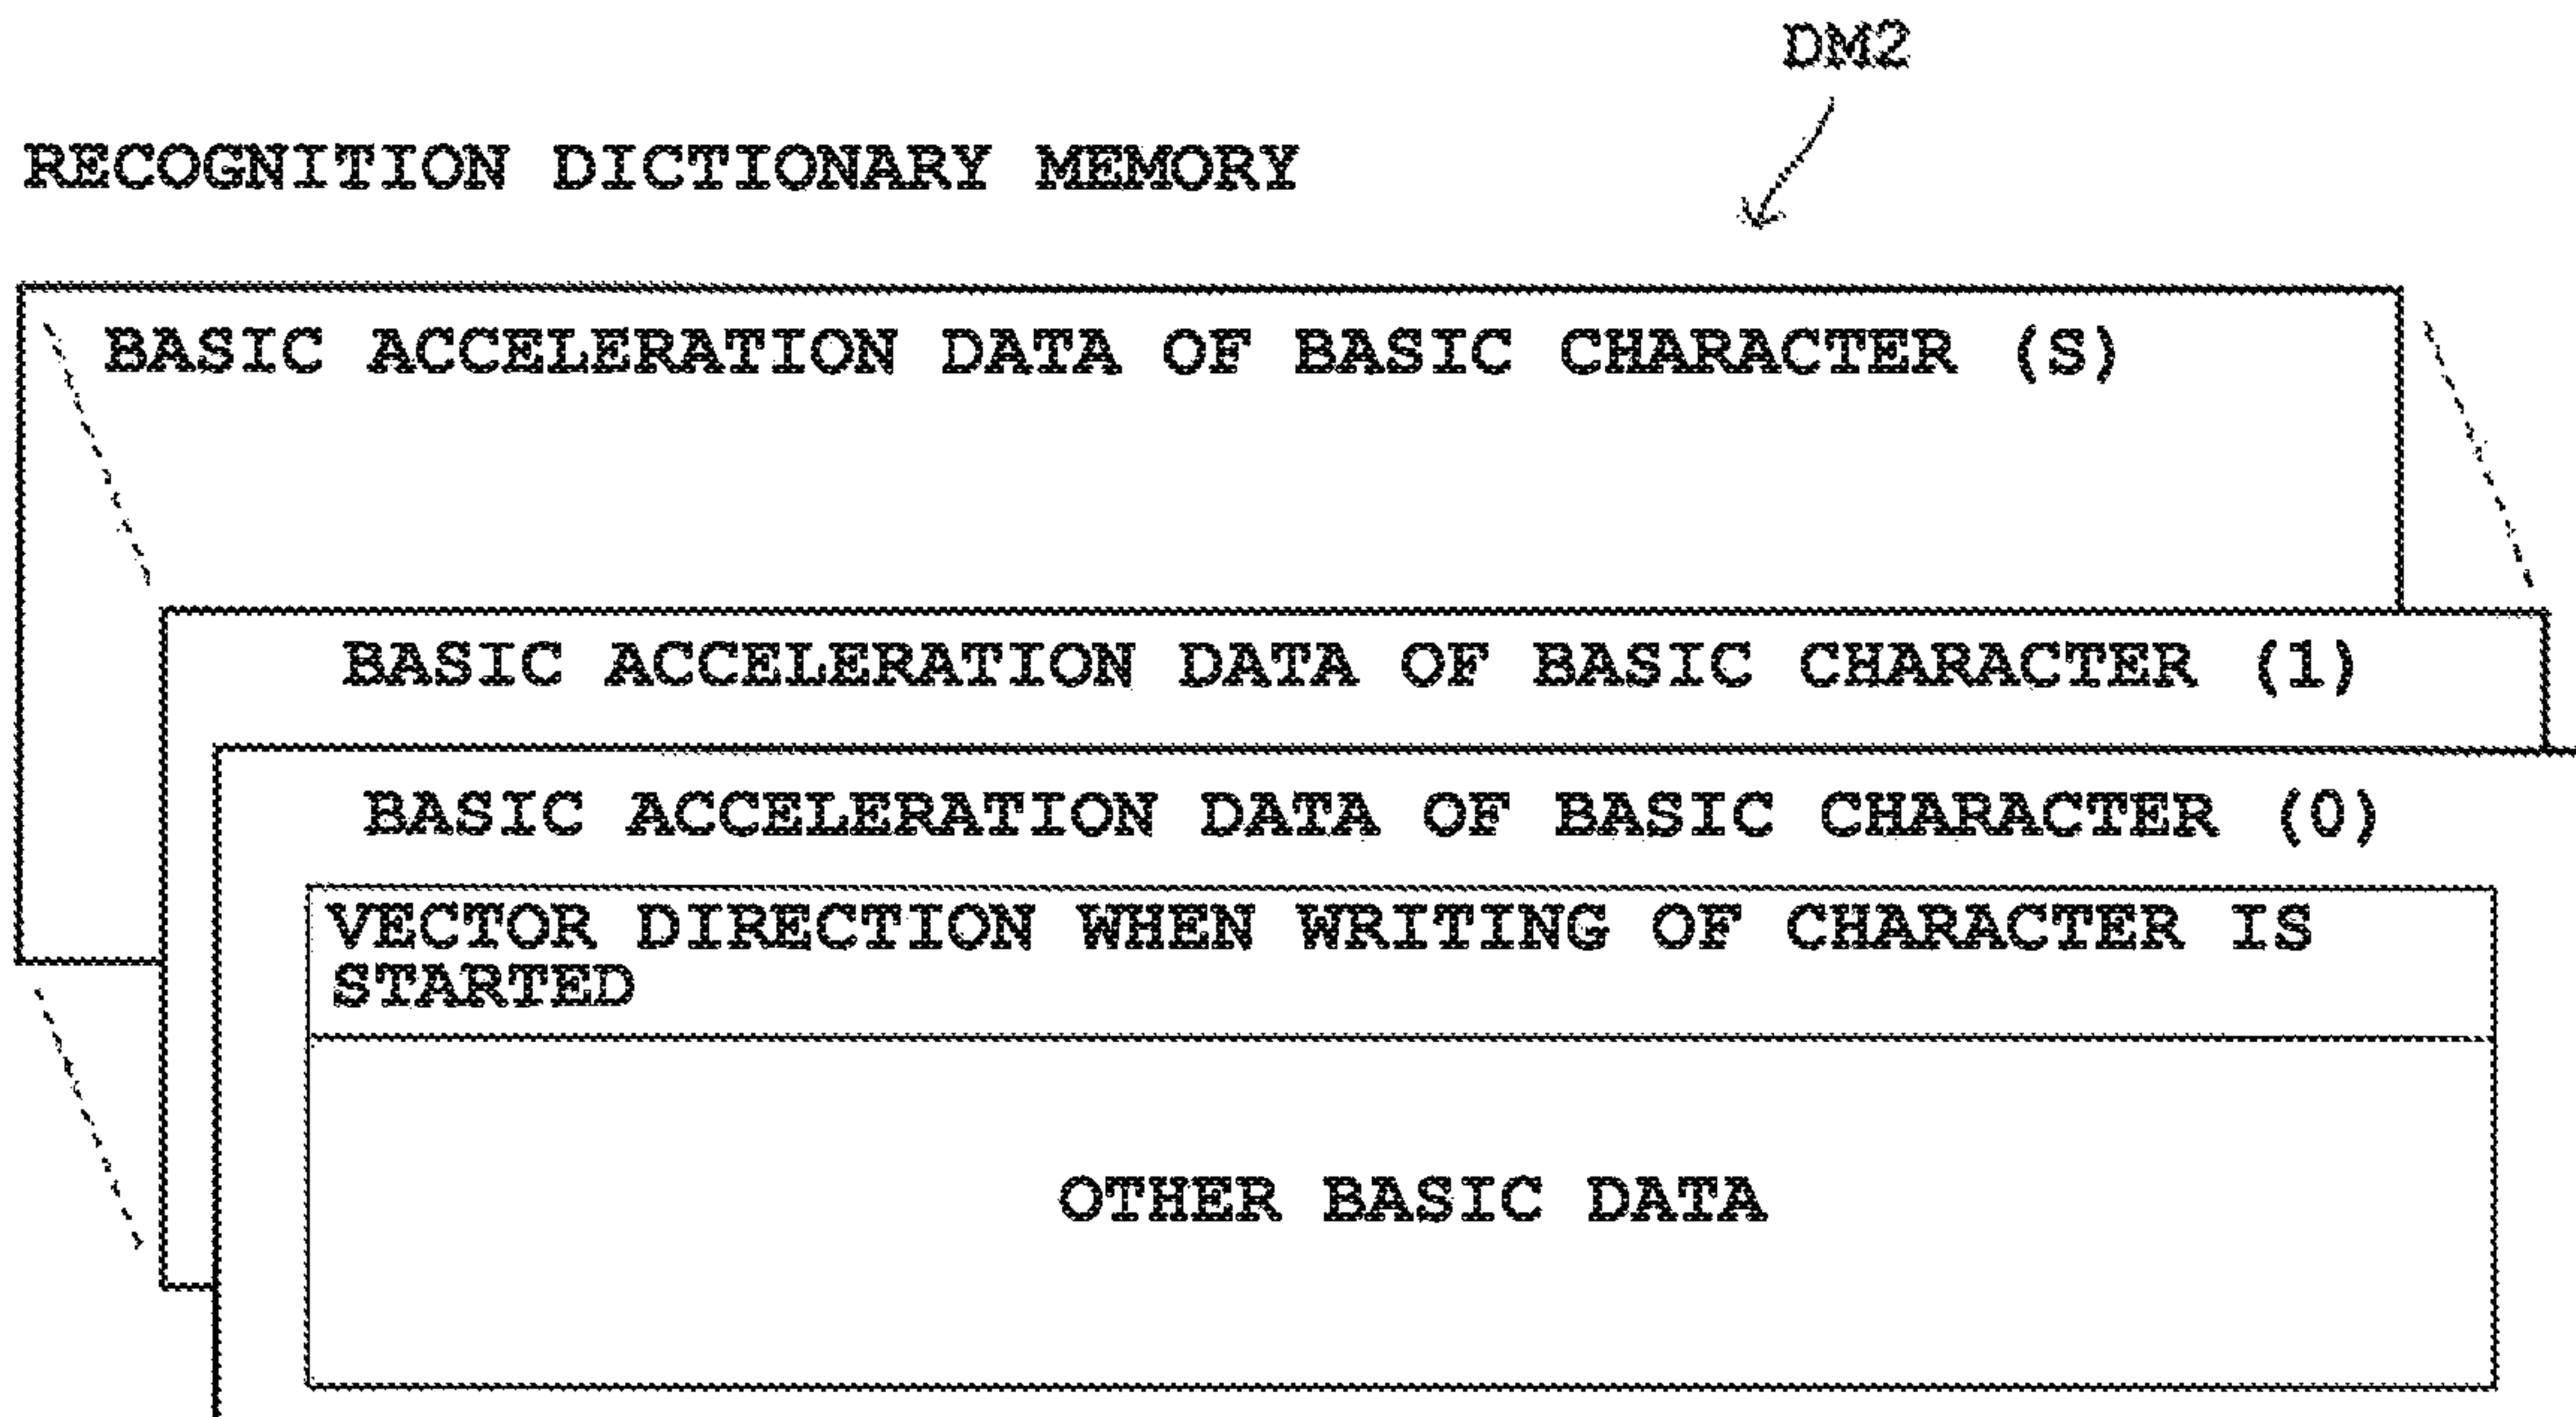 DM2
RECOGNITION DICTIONARY MEMORY
BASIC ACCELERATION DATA OF BASIC CHARACTER (S)
BASIC ACCELERATION DATA OF BASIC CHARACTER (1)
BASIC ACCELERATION DATA OF BASIC CHARACTER (0)
VECTOR DIRECTION WHEN WRITING OF CHARACTER IS
STARTED
OTHER BASIC DATA